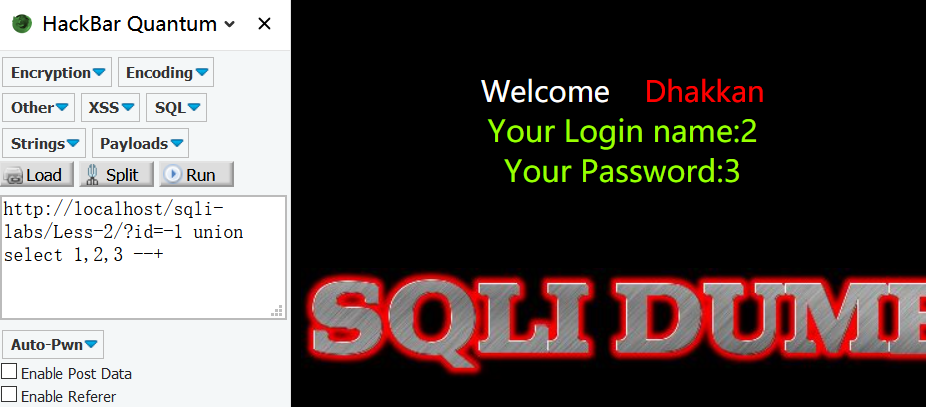 HackBar Quantum
Encryption Encoding
Other XSS SQL
Strings Payloads
Load Split Run
http://localhost/sqli-
labs/Less-2/?id=-1 union
select 1,2,3 --+
Auto-Pwn
Enable Post Data
Enable Referer
Welcome Dhakkan
Your Login name:2
Your Password:3
SQLI DUMB